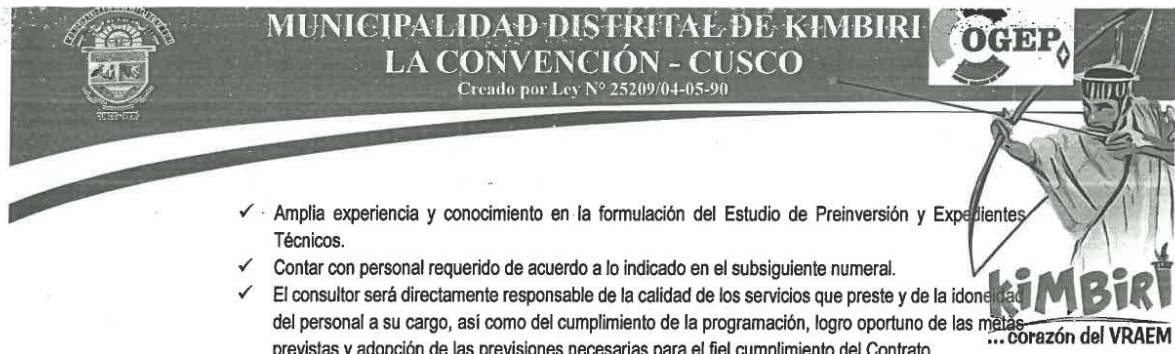 MUNICIPALIDAD DISTRITAL DE KIMBIRI
LA CONVENCIÓN - CUSCO
Creado por Ley N° 25209/04-05-90
OGEP
CUSCO-PERÚ
✓ Amplia experiencia y conocimiento en la formulación del Estudio de Preinversión y Expedientes
Técnicos.
✓ Contar con personal requerido de acuerdo a lo indicado en el subsiguiente numeral.
✓ El consultor será directamente responsable de la calidad de los servicios que preste y de la idoneidad
del personal a su cargo, así como del cumplimiento de la programación, logro oportuno de las metas
previstas y adopción de las previsiones necesarias para el fiel cumplimiento del Contrato.
KiMBiRi
... corazón del VRAEM